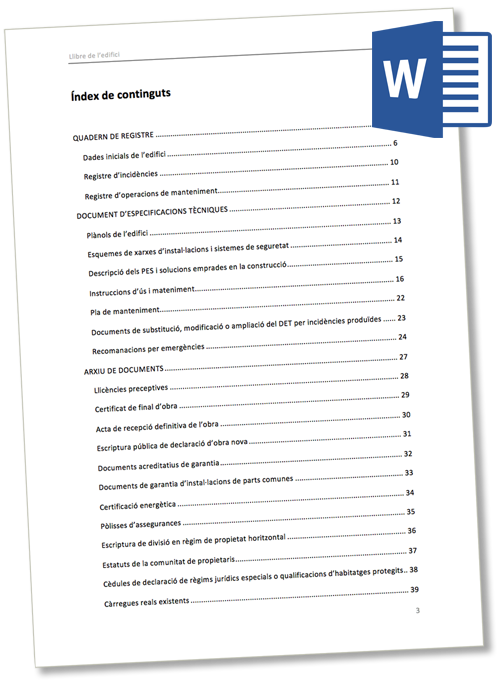 Llibre de l'edifici
W
Índex de continguts
QUADERN DE REGISTRE
Dades inicials de l'edifici 6
Registre d'incidències 10
Registre d'operacions de manteniment 11
DOCUMENT D'ESPECIFICACIONS TÈCNIQUES 12
Plànols de l'edifici 13
Esquemes de xarxes d'instal·lacions i sistemes de seguretat 14
Descripció dels PES i solucions emprades en la construcció 15
Instruccions d'ús i mateniment 16
Pla de manteniment 22
Documents de substitució, modificació o ampliació del DET per incidències produïdes 23
Recomanacions per emergències 24
ARXIU DE DOCUMENTS 27
Llicències preceptives 28
Certificat de final d'obra 29
Acta de recepció definitiva de l'obra 30
Escriptura pública de declaració d'obra nova 31
Documents acreditatius de garantia 32
Documents de garantia d'instal·lacions de parts comunes 33
Certificació energètica 34
Pòlisses d'assegurances 35
Escriptura de divisió en règim de propietat horitzontal 36
Estatuts de la comunitat de propietaris 37
Cèdules de declaració de règims jurídics especials o qualificacions d'habitatges protegits 38
Càrregues reals existents 39
3